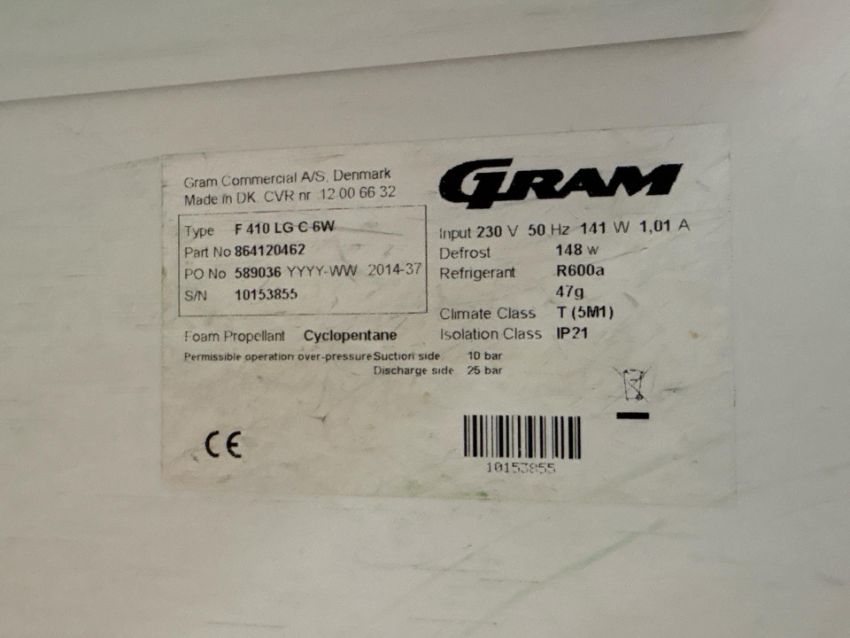 Gram Commercial A/S, Denmark
Made in DK. CVR nr 12 00 66 32
GRAM
Type F 410 LG C 6W
Part No 864120462
PO No 589036 YYYY-WW 2014-37
S/N 10153855
Input 230 V 50 Hz 141 W 1,01 A
Defrost 148 w
Refrigerant R600a
47g
Climate Class T (5M1)
Isolation Class IP21
Foam Propellant Cyclopentane
Permissible operation over-pressure Suction side 10 bar
Discharge side 25 bar
CE
10153855